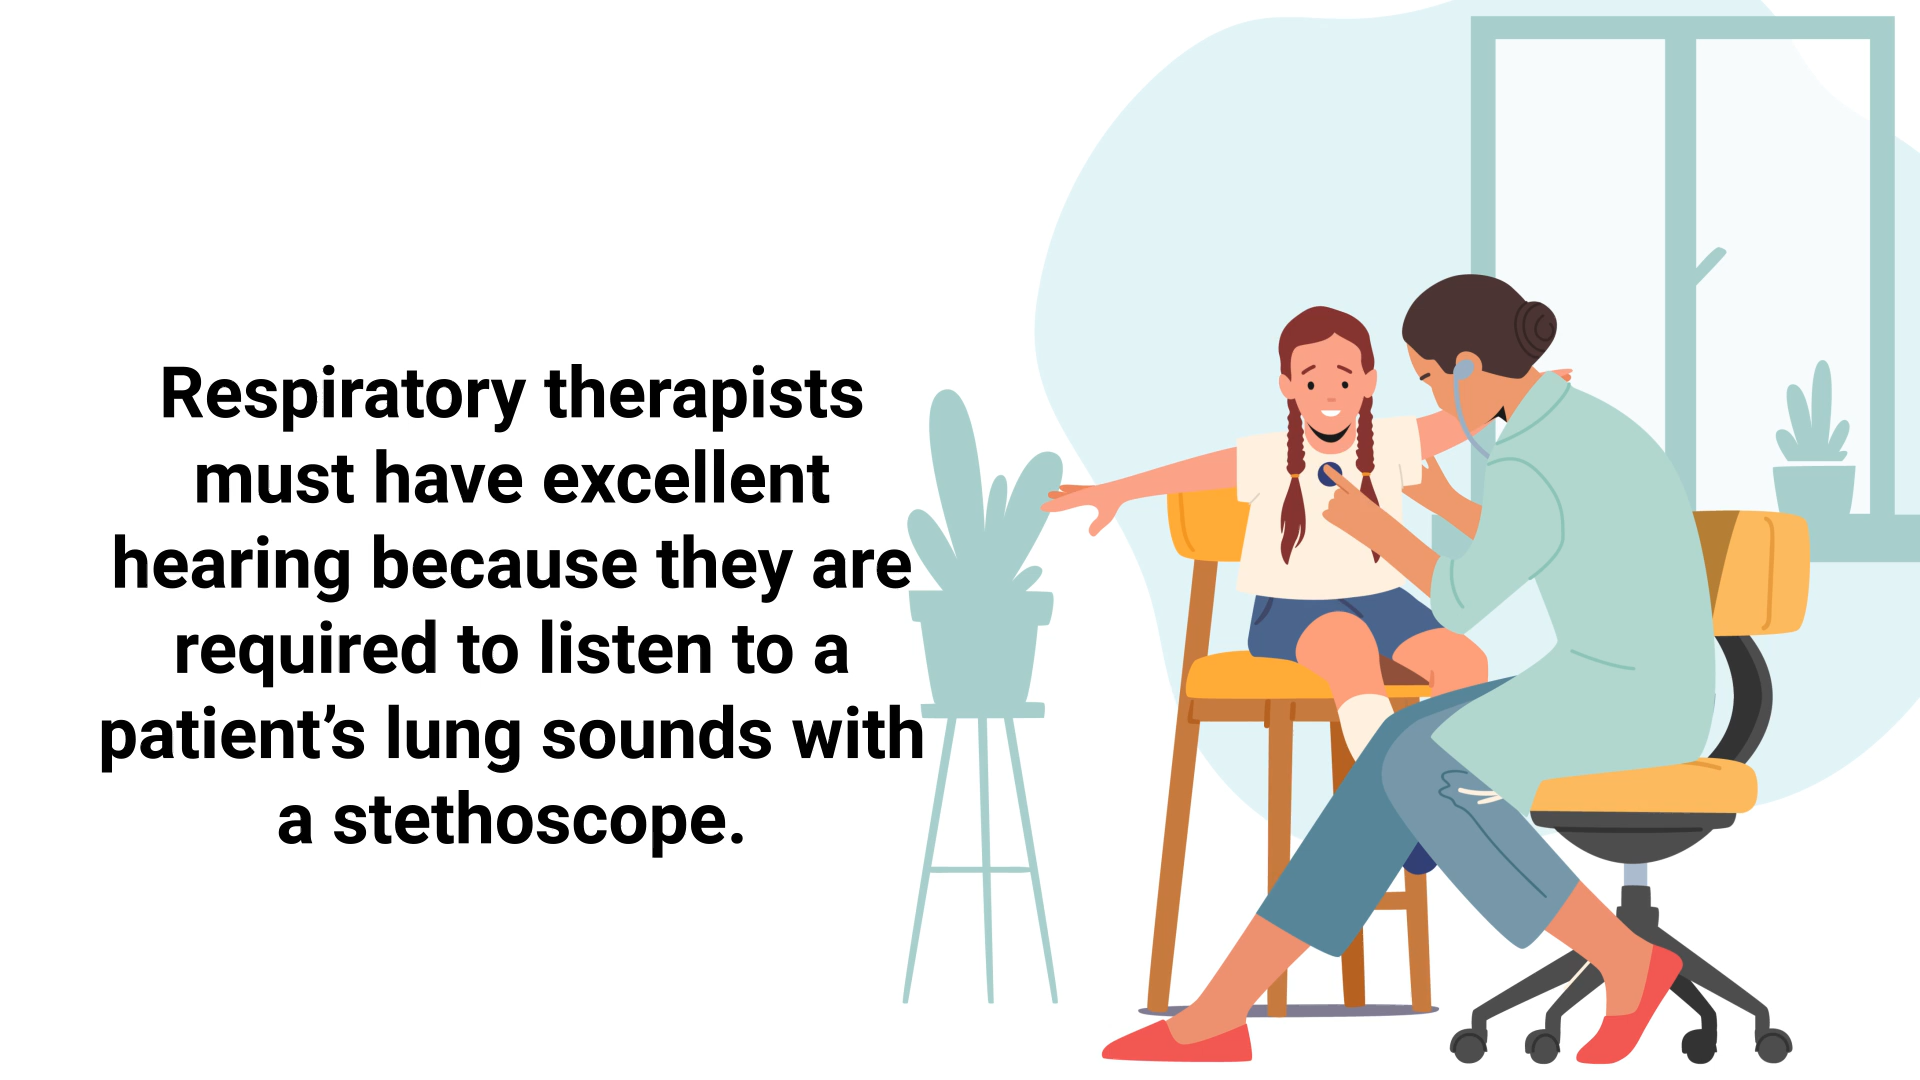 Respiratory therapists
must have excellent
hearing because they are
required to listen to a
patient’s lung sounds with
a stethoscope.